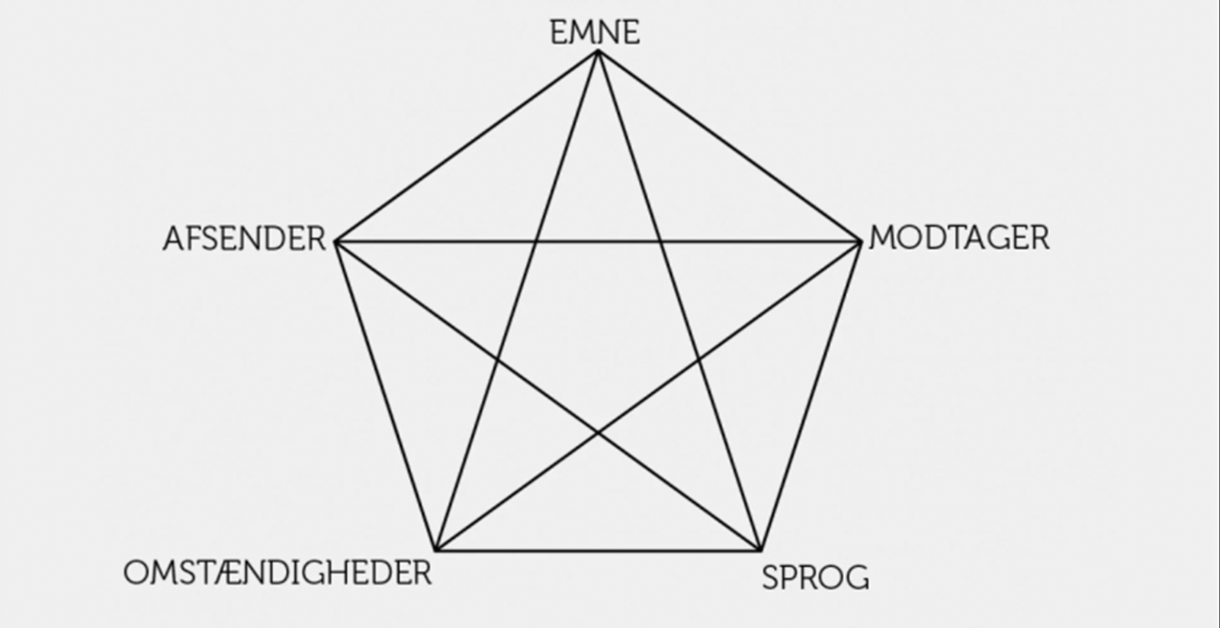 EMNE
AFSENDER
MODTAGER
OMSTÆNDIGHEDER
SPROG